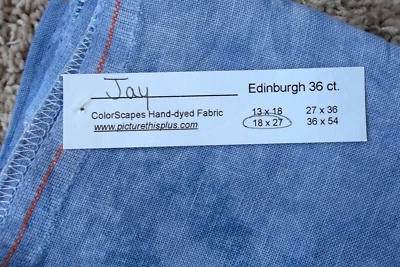 Jay Edinburgh 36 ct.
ColorScapes Hand-dyed Fabric 13 x 18 27 x 36
www.picturethisplus.com 18 x 27 36 x 54